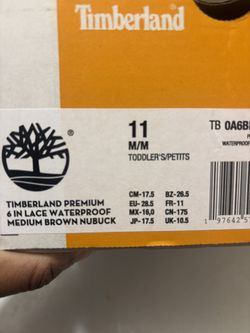 Timberland
11
M/M
TODDLER'S/PETITS
TB 0A6B
WATERPROOF
TIMBERLAND PREMIUM
6 IN LACE WATERPROOF
MEDIUM BROWN NUBUCK
CM-17.5 BZ-26.5
EU-28.5 FR-11
MX-16,0 CN-175
JP-17.5 UK-10.5
1 97642 5